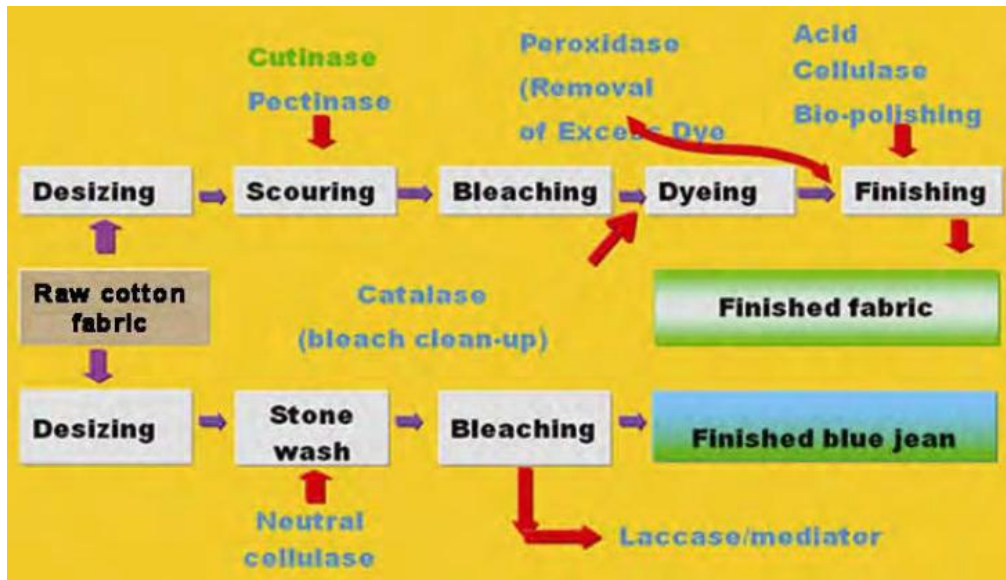 Cutinase
Pectinase
Peroxidase
(Removal
of Excess Dye
Acid
Cellulase
Bio-polishing
Desizing
Scouring
Bleaching
Dyeing
Finishing
Raw cotton
fabric
Catalase
(bleach clean-up)
Finished fabric
Desizing
Stone
wash
Bleaching
Finished blue jean
Neutral
cellulase
Laccase/mediator